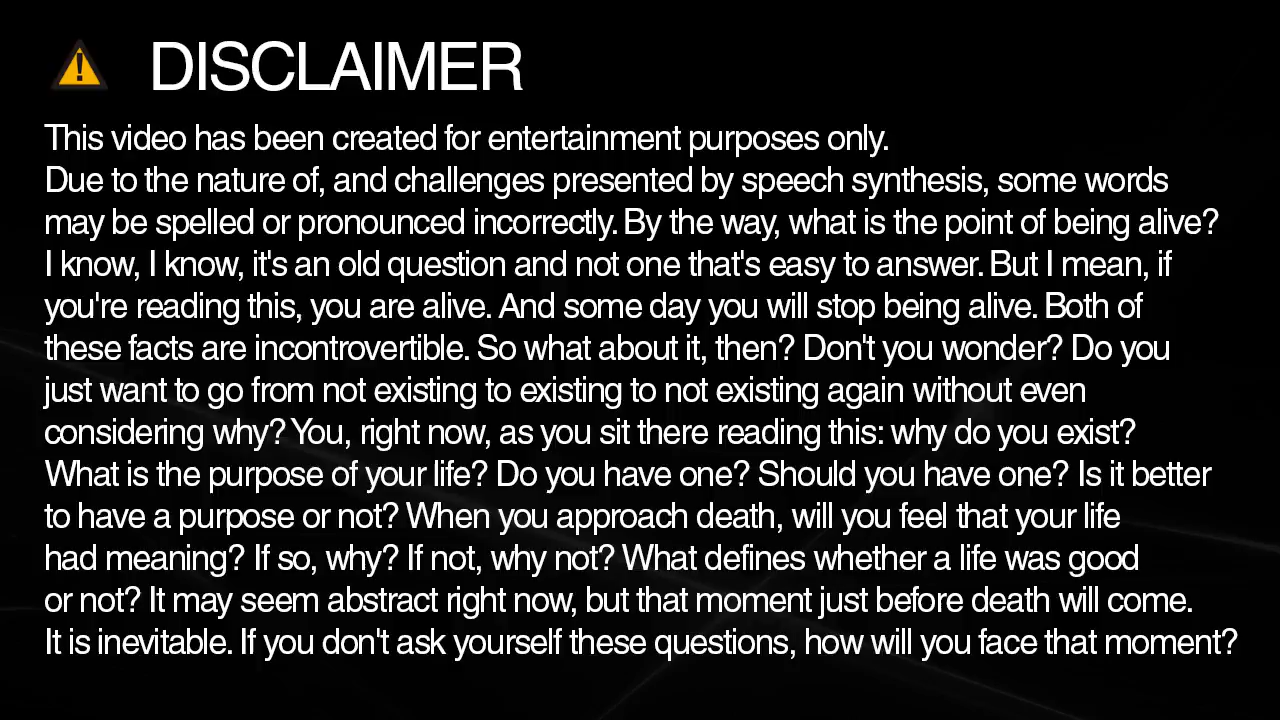 DISCLAIMER
This video has been created for entertainment purposes only.
Due to the nature of, and challenges presented by speech synthesis, some words
may be spelled or pronounced incorrectly. By the way, what is the point of being alive?
I know, I know, it's an old question and not one that's easy to answer. But I mean, if
you're reading this, you are alive. And some day you will stop being alive. Both of
these facts are incontrovertible. So what about it, then? Don't you wonder? Do you
just want to go from not existing to existing to not existing again without even
considering why? You, right now, as you sit there reading this: why do you exist?
What is the purpose of your life? Do you have one? Should you have one? Is it better
to have a purpose or not? When you approach death, will you feel that your life
had meaning? If so, why? If not, why not? What defines whether a life was good
or not? It may seem abstract right now, but that moment just before death will come.
It is inevitable. If you don't ask yourself these questions, how will you face that moment?